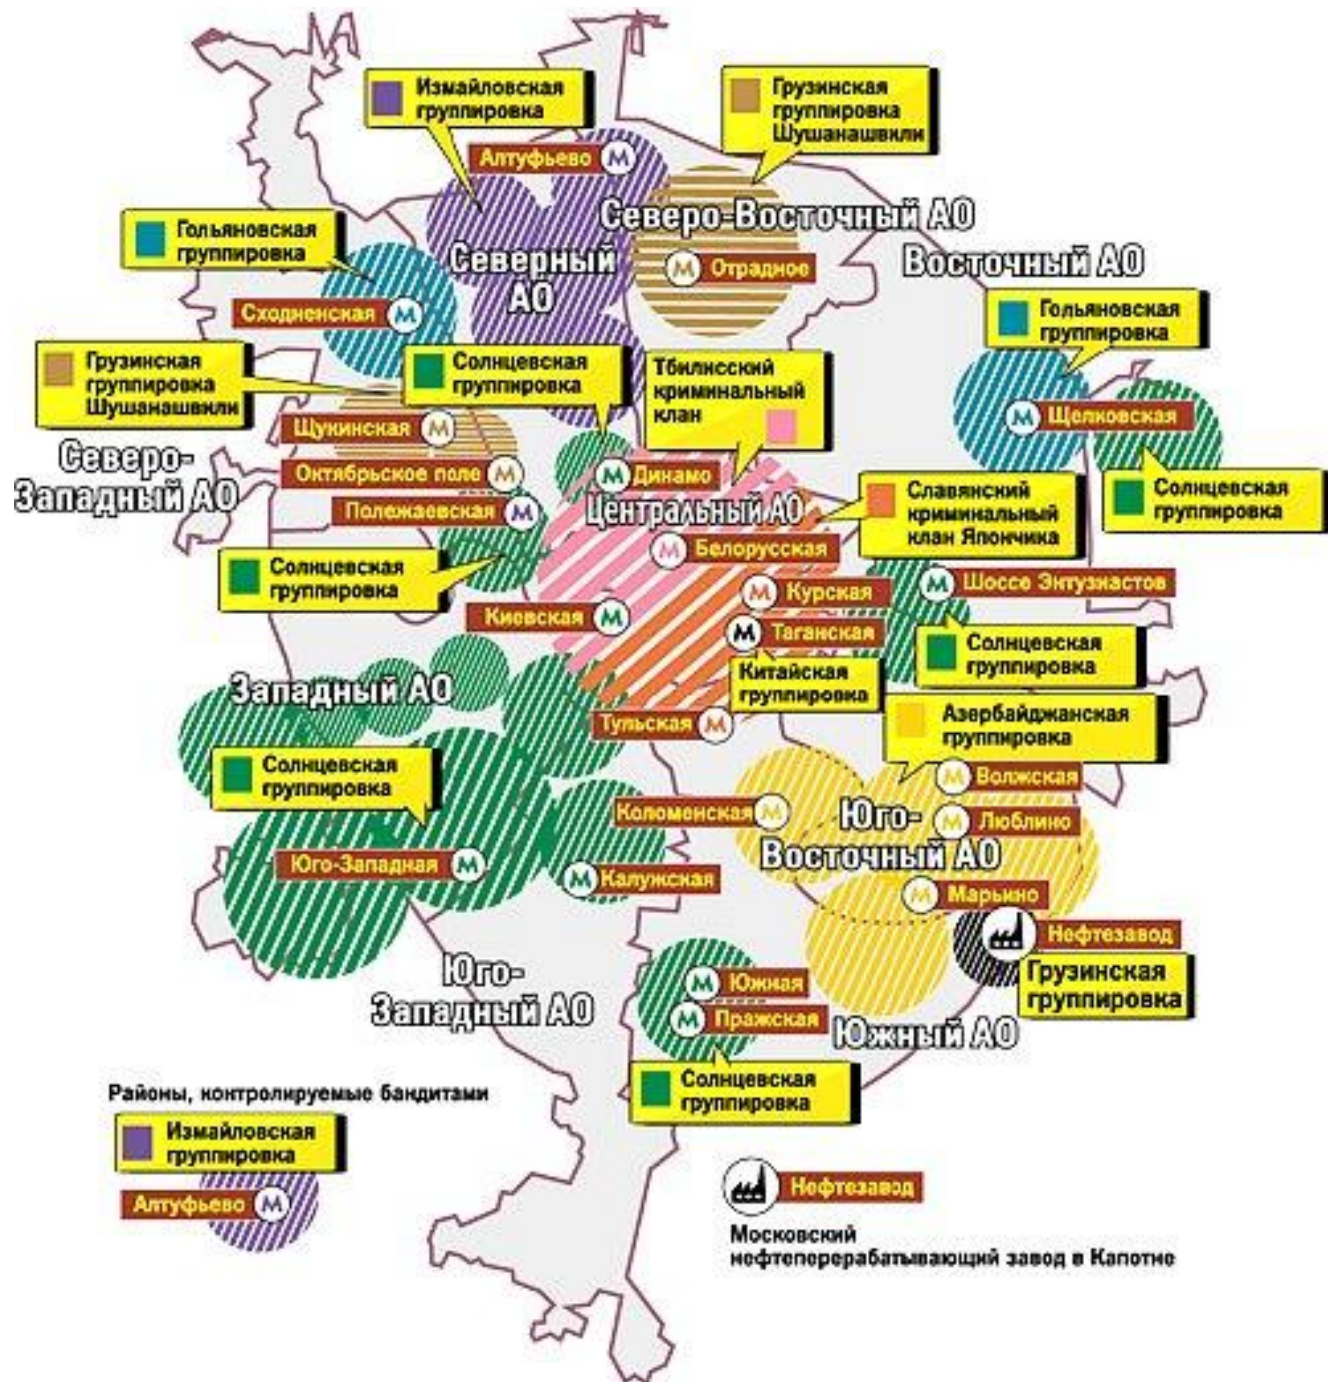 Измайловская
группировка
Грузинская
группировка
Шушанашвили
Алтуфьево
Северо-Восточный АО
Гольяновская
группировка
Северный
АО
Отрадное
Восточный АО
Сходненская
Гольяновская
группировка
Грузинская
группировка
Шушанашвили
Солнцевская
группировка
Тбилисский
криминальный
клан
Щукинская
Щелковская
Северо-
Западный АО
Октябрьское поле
Динамо
Полежаевская
Центральный АО
Славянский
криминальный
клан Япончика
Солнцевская
группировка
Белорусская
Солнцевская
группировка
Киевская
Курская
Шоссе Энтузиастов
Таганская
Китайская
группировка
Солнцевская
группировка
Западный АО
Тульская
Азербайджанская
группировка
Солнцевская
группировка
Волжская
Коломенская
Люблино
Юго-
Восточный АО
Юго-Западная
Калужская
Марьино
Нефтезавод
Грузинская
группировка
Юго-
Западный АО
Южная
Пражская
Южный АО
Солнцевская
группировка
Районы, контролируемые бандитами
Измайловская
группировка
Алтуфьево
Нефтезавод
Московский
нефтеперерабатывающий завод в Капотне